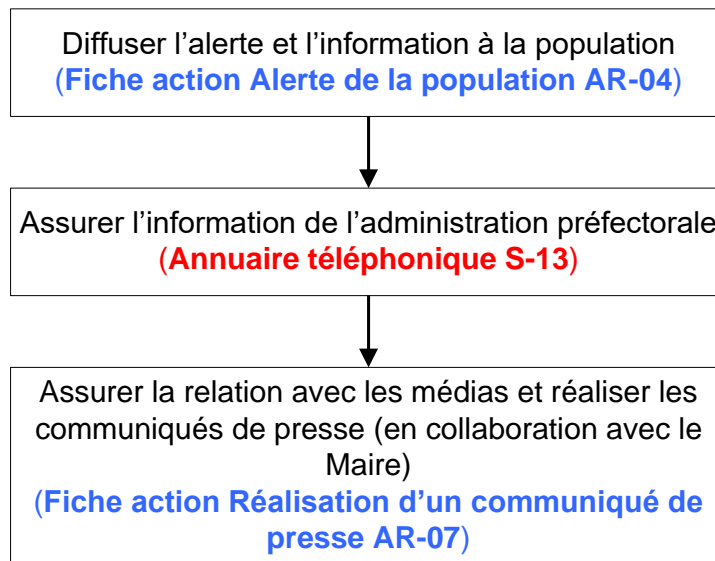 Diffuser l’alerte et l’information à la population
(Fiche action Alerte de la population AR-04)
Assurer l’information de l’administration préfectorale
(Annuaire téléphonique S-13)
Assurer la relation avec les médias et réaliser les
communiqués de presse (en collaboration avec le
Maire)
(Fiche action Réalisation d’un communiqué de
presse AR-07)